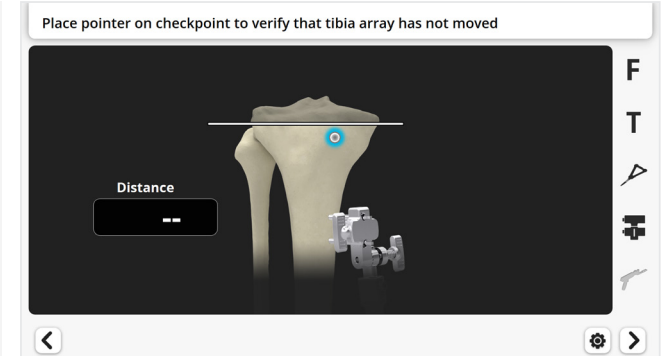 Place pointer on checkpoint to verify that tibia array has not moved
F
T
Distance
--